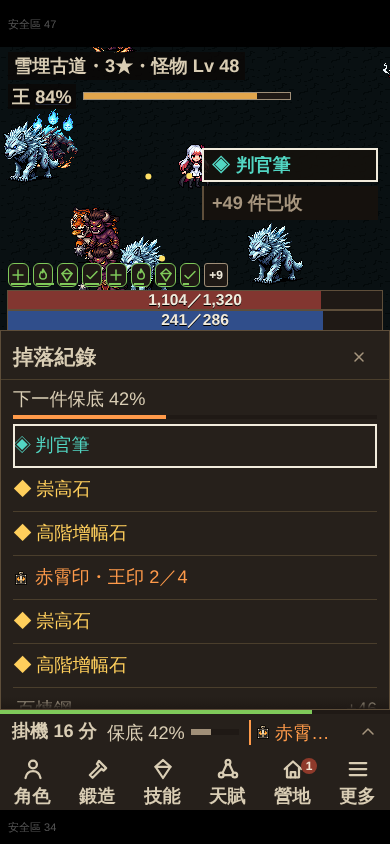 安全區 47
雪埋古道・3★・怪物 Lv 48
王 84%
◈ 判官筆
+49 件已收
+9
1,104／1,320
241／286
掉落紀錄 ×
下一件保底 42%
◈ 判官筆
◆ 崇高石
◆ 高階增幅石
赤霄印・王印 2／4
◆ 崇高石
◆ 高階增幅石
+46
掛機 16 分 保底 42% 赤霄…
角色 鍛造 技能 天賦 營地 1 更多
安全區 34